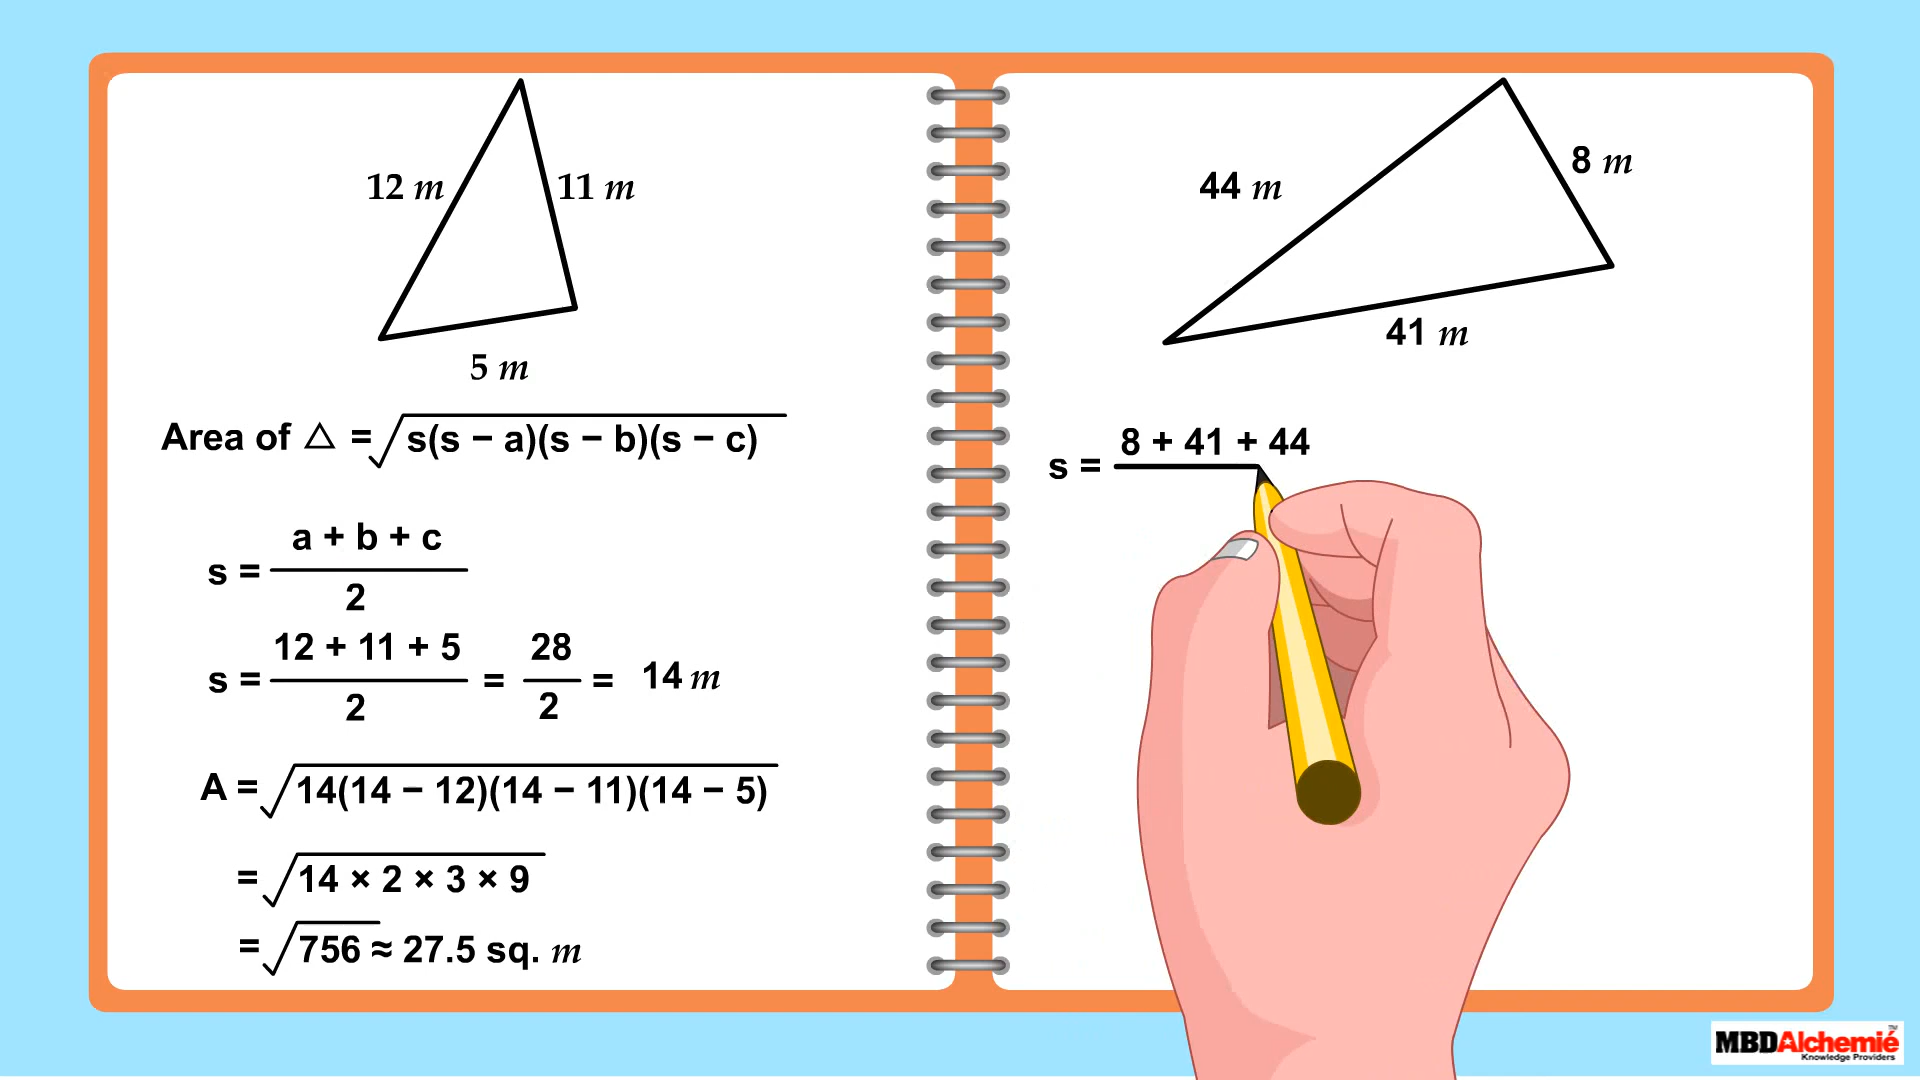 12 m
11 m
5 m
Area of △ = √s(s − a)(s − b)(s − c)
a + b + c
s =
2
12 + 11 + 5
28
s =
=
=
14 m
2
2
A = √14(14 − 12)(14 − 11)(14 − 5)
= √14 × 2 × 3 × 9
= √756 ≈ 27.5 sq. m
44 m
8 m
41 m
8 + 41 + 44
s =
MBDAlchemié™
Knowledge Providers